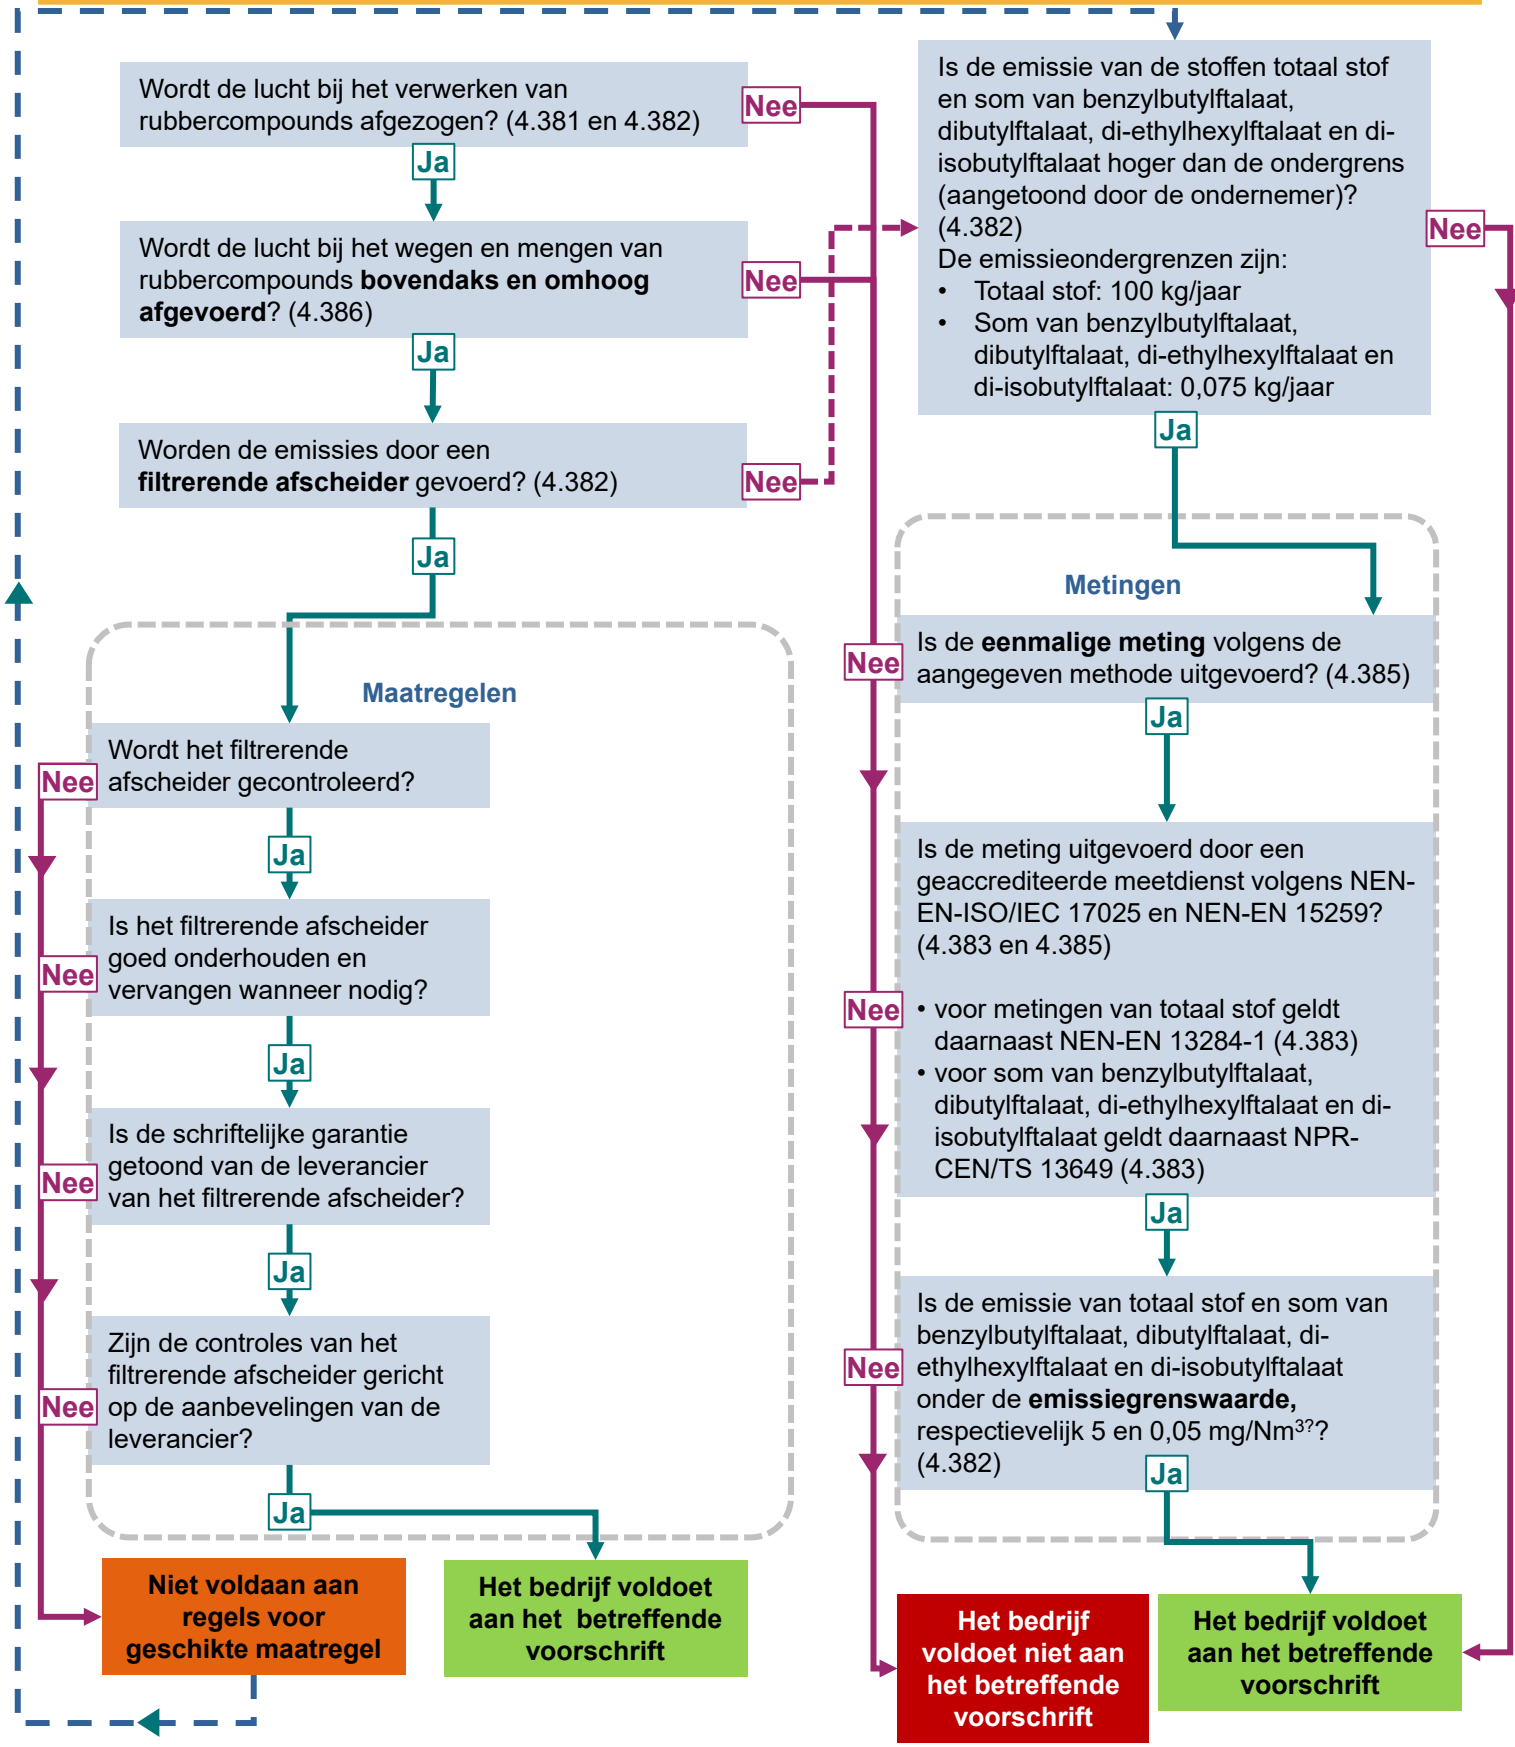 Wordt de lucht bij het verwerken van
rubbercompounds afgezogen? (4.381 en 4.382)
Nee
Ja
Wordt de lucht bij het wegen en mengen van
rubbercompounds bovendaks en omhoog
afgevoerd? (4.386)
Nee
Ja
Worden de emissies door een
filtrerende afscheider gevoerd? (4.382)
Nee
Ja
Maatregelen
Wordt het filtrerende
afscheider gecontroleerd?
Nee
Ja
Is het filtrerende afscheider
goed onderhouden en
vervangen wanneer nodig?
Nee
Ja
Is de schriftelijke garantie
getoond van de leverancier
van het filtrerende afscheider?
Nee
Ja
Zijn de controles van het
filtrerende afscheider gericht
op de aanbevelingen van de
leverancier?
Nee
Ja
Niet voldaan aan
regels voor
geschikte maatregel
Het bedrijf voldoet
aan het betreffende
voorschrift
Is de emissie van de stoffen totaal stof
en som van benzylbutylftalaat,
dibutylftalaat, di-ethylhexylftalaat en di-
isobutylftalaat hoger dan de ondergrens
(aangetoond door de ondernemer)?
(4.382)
De emissieondergrenzen zijn:
• Totaal stof: 100 kg/jaar
• Som van benzylbutylftalaat,
dibutylftalaat, di-ethylhexylftalaat en
di-isobutylftalaat: 0,075 kg/jaar
Nee
Ja
Metingen
Is de eenmalige meting volgens de
aangegeven methode uitgevoerd? (4.385)
Nee
Ja
Is de meting uitgevoerd door een
geaccrediteerde meetdienst volgens NEN-
EN-ISO/IEC 17025 en NEN-EN 15259?
(4.383 en 4.385)
• voor metingen van totaal stof geldt
daarnaast NEN-EN 13284-1 (4.383)
• voor som van benzylbutylftalaat,
dibutylftalaat, di-ethylhexylftalaat en di-
isobutylftalaat geldt daarnaast NPR-
CEN/TS 13649 (4.383)
Nee
Ja
Is de emissie van totaal stof en som van
benzylbutylftalaat, dibutylftalaat, di-
ethylhexylftalaat en di-isobutylftalaat
onder de emissiegrenswaarde,
respectievelijk 5 en 0,05 mg/Nm³??
(4.382)
Nee
Ja
Het bedrijf
voldoet niet aan
het betreffende
voorschrift
Het bedrijf voldoet
aan het betreffende
voorschrift